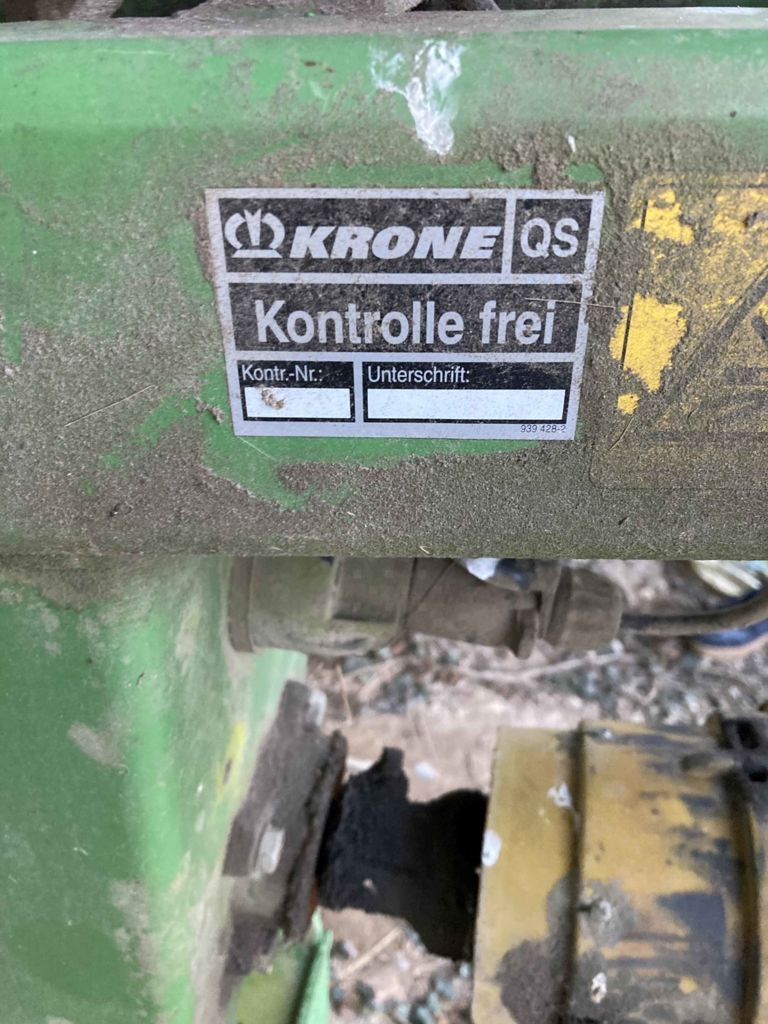 KRONE QS
Kontrolle frei
Kontr.-Nr.: Unterschrift:
939 428-2